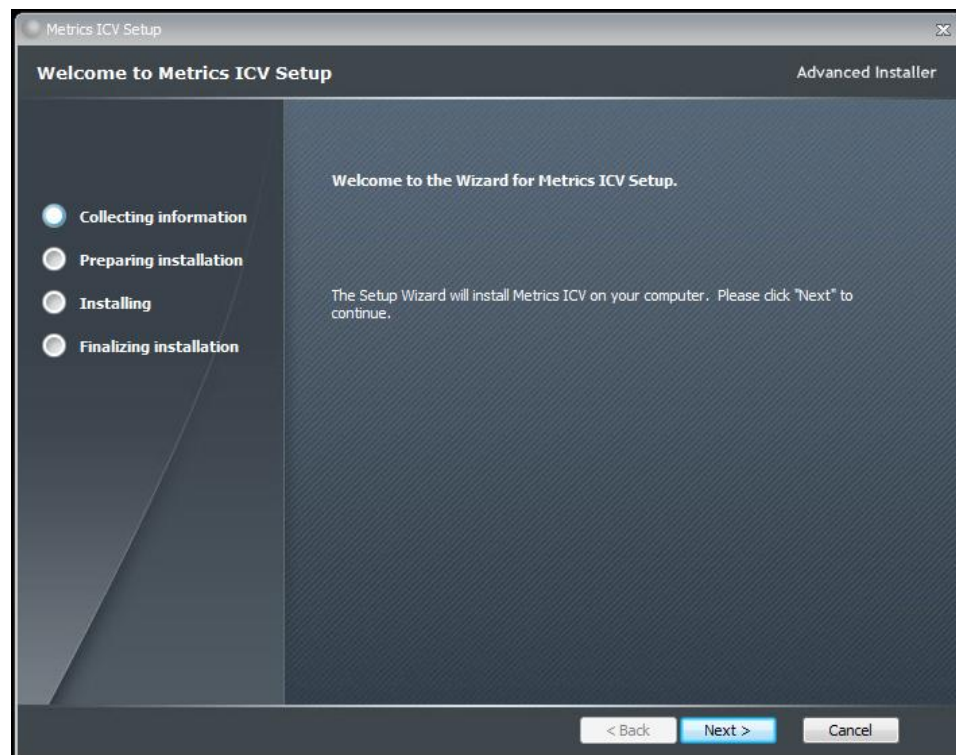 Metrics ICV Setup
Welcome to Metrics ICV Setup
Advanced Installer
Collecting information
Preparing installation
Installing
Finalizing installation
Welcome to the Wizard for Metrics ICV Setup.
The Setup Wizard will install Metrics ICV on your computer. Please click "Next" to
continue.
< Back
Next >
Cancel